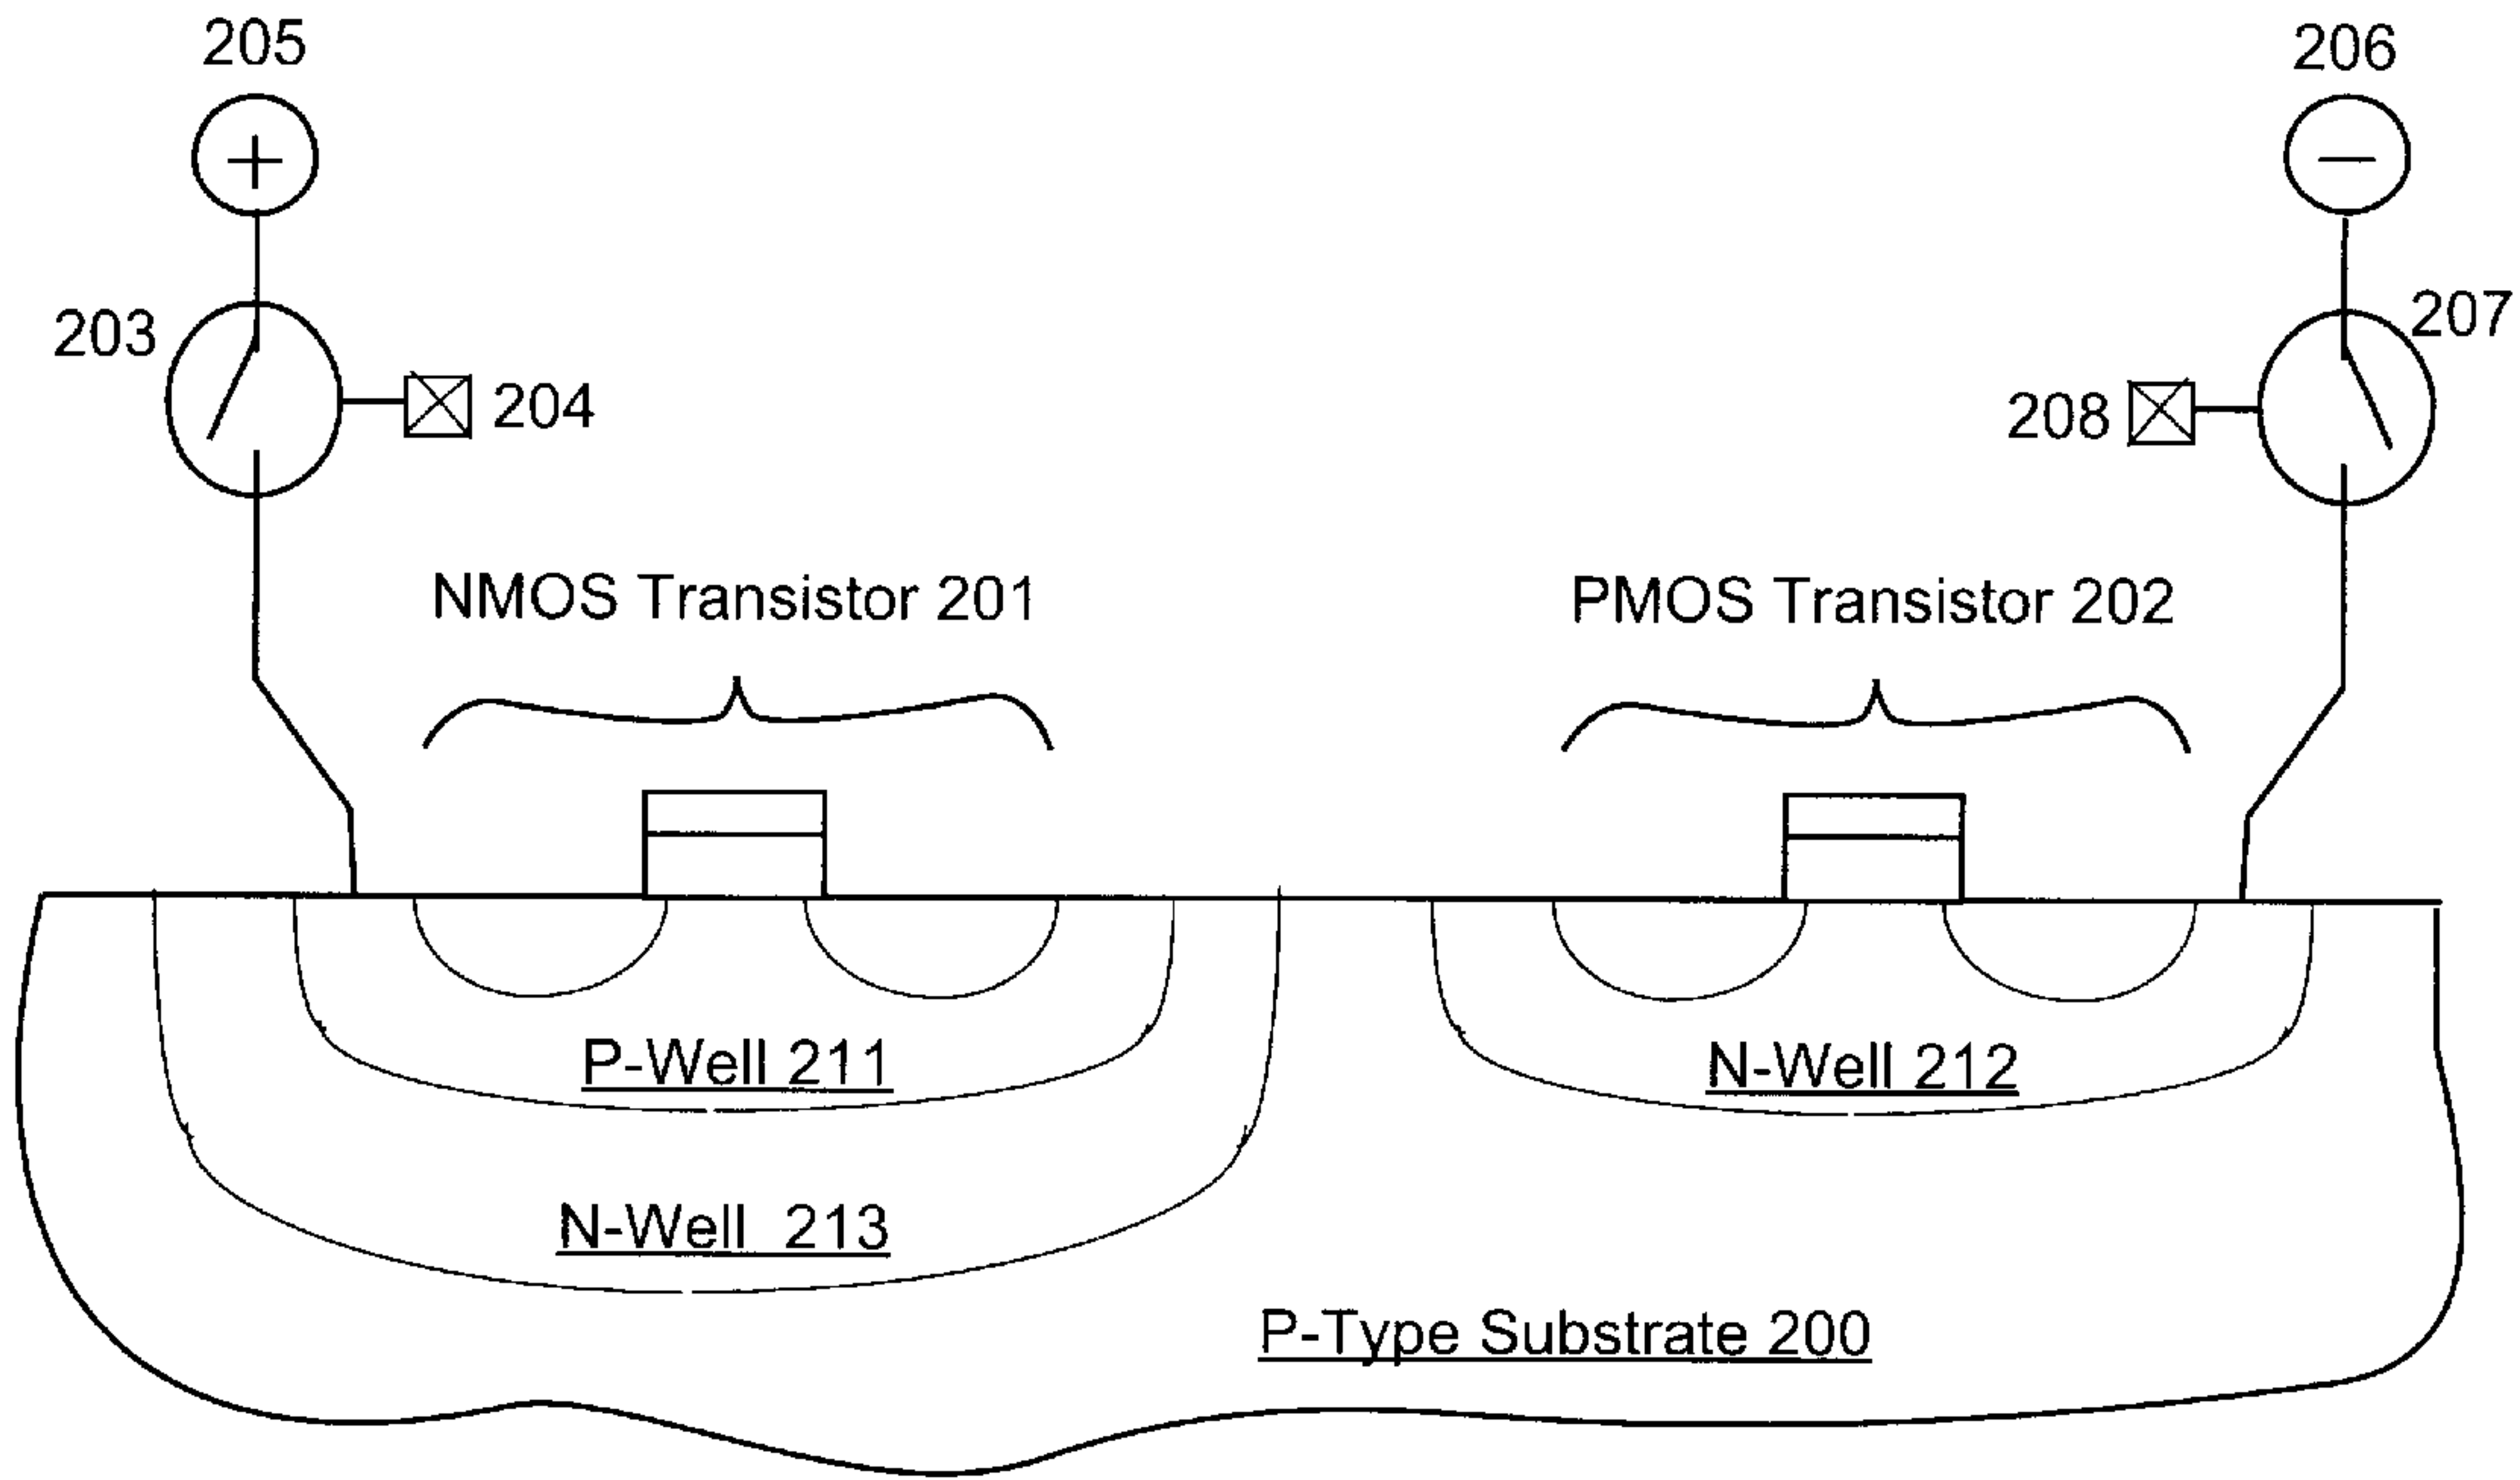 205
206
+
−
203
207
204
208
NMOS Transistor 201
PMOS Transistor 202
P-Well 211
N-Well 212
N-Well 213
P-Type Substrate 200